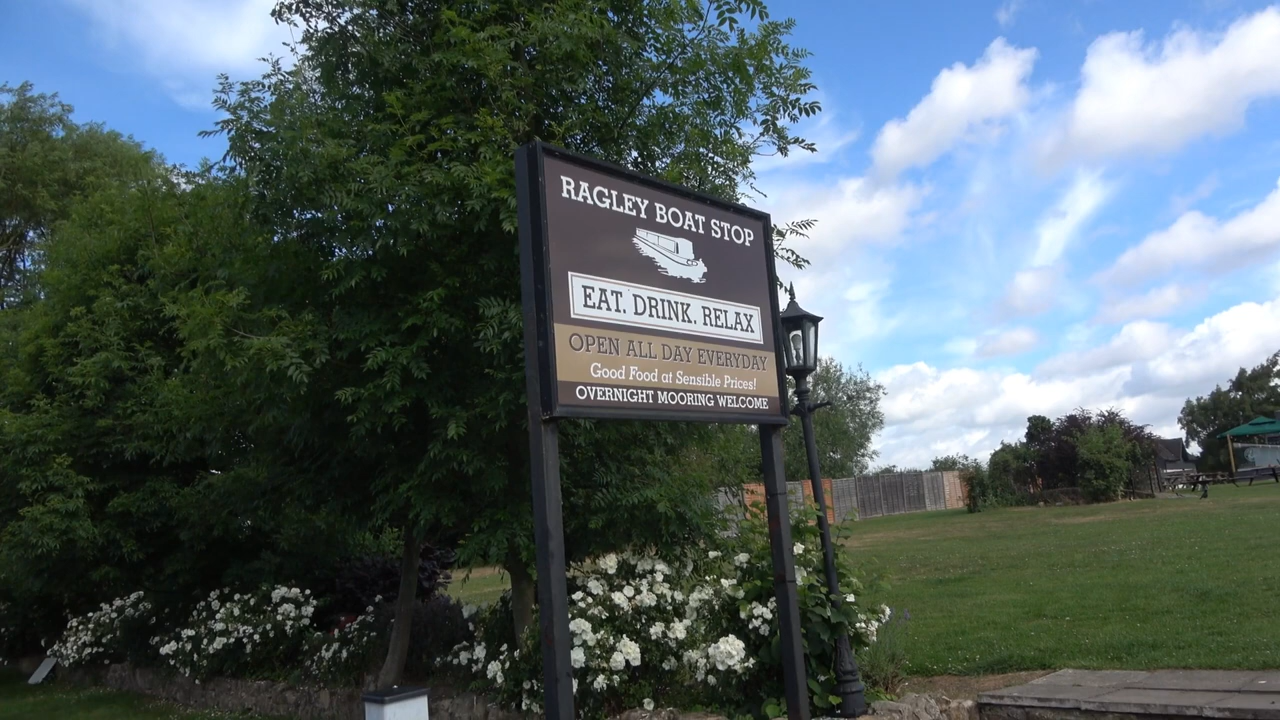 RAGLEY BOAT STOP
EAT. DRINK. RELAX
OPEN ALL DAY EVERYDAY
Good Food at Sensible Prices!
OVERNIGHT MOORING WELCOME